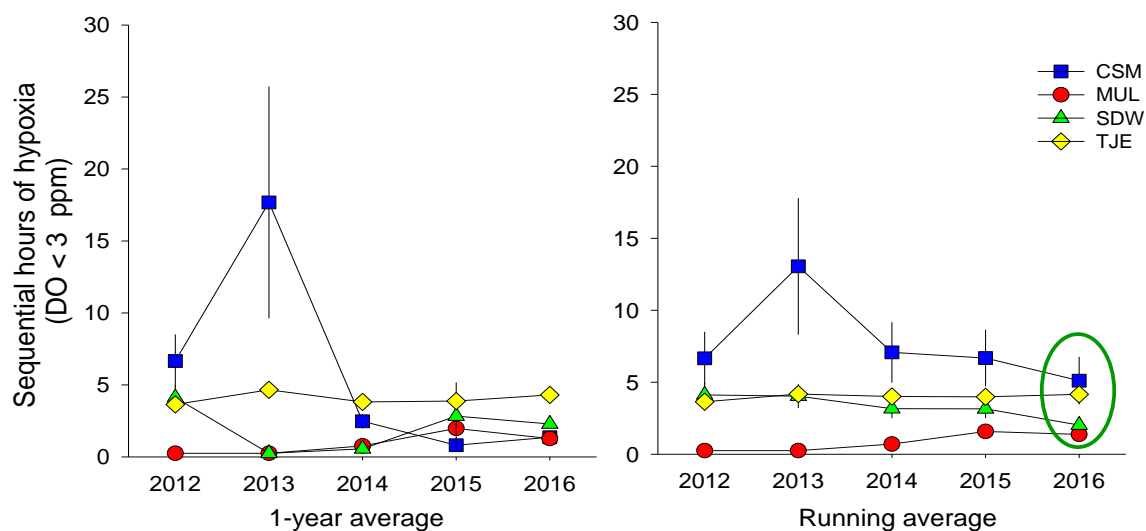 Sequential hours of hypoxia
(DO < 3 ppm)
30
25
20
15
10
5
0
2012 2013 2014 2015 2016
1-year average
30
25
20
15
10
5
0
2012 2013 2014 2015 2016
Running average
CSM
MUL
SDW
TJE